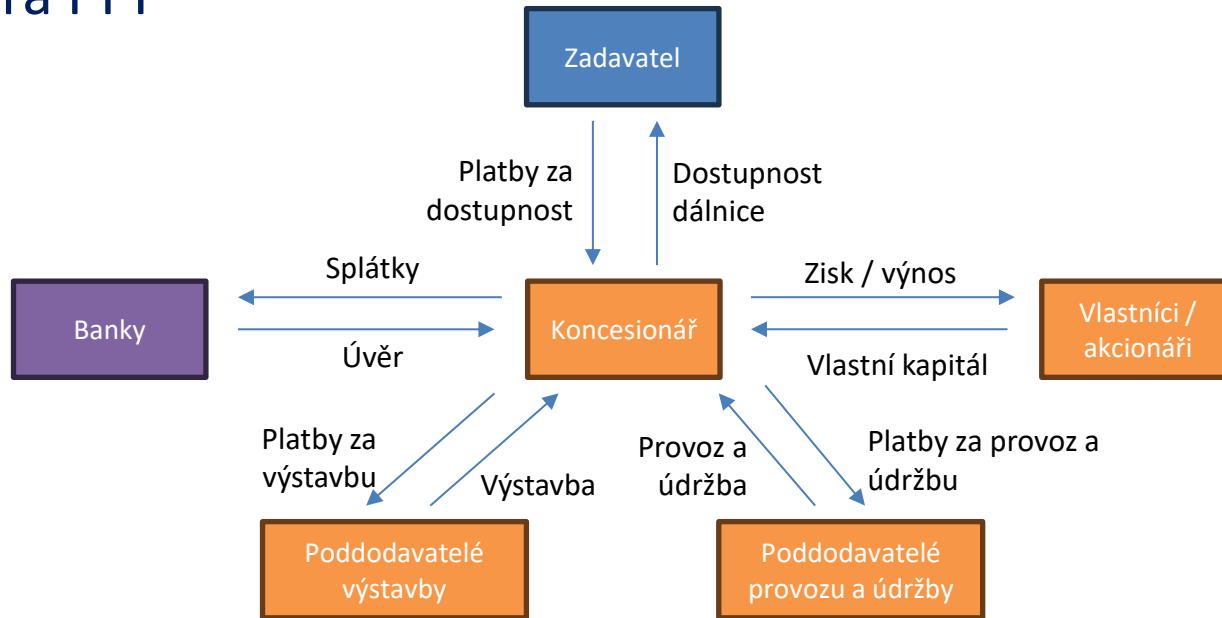 Zadavatel
Platby za
dostupnost
Dostupnost
dálnice
Splátky
Zisk / výnos
Banky
Koncesionář
Vlastníci /
akcionáři
Úvěr
Vlastní kapitál
Platby za
výstavbu
Výstavba
Provoz a
údržba
Platby za provoz a
údržbu
Poddodavatelé
výstavby
Poddodavatelé
provozu a údržby